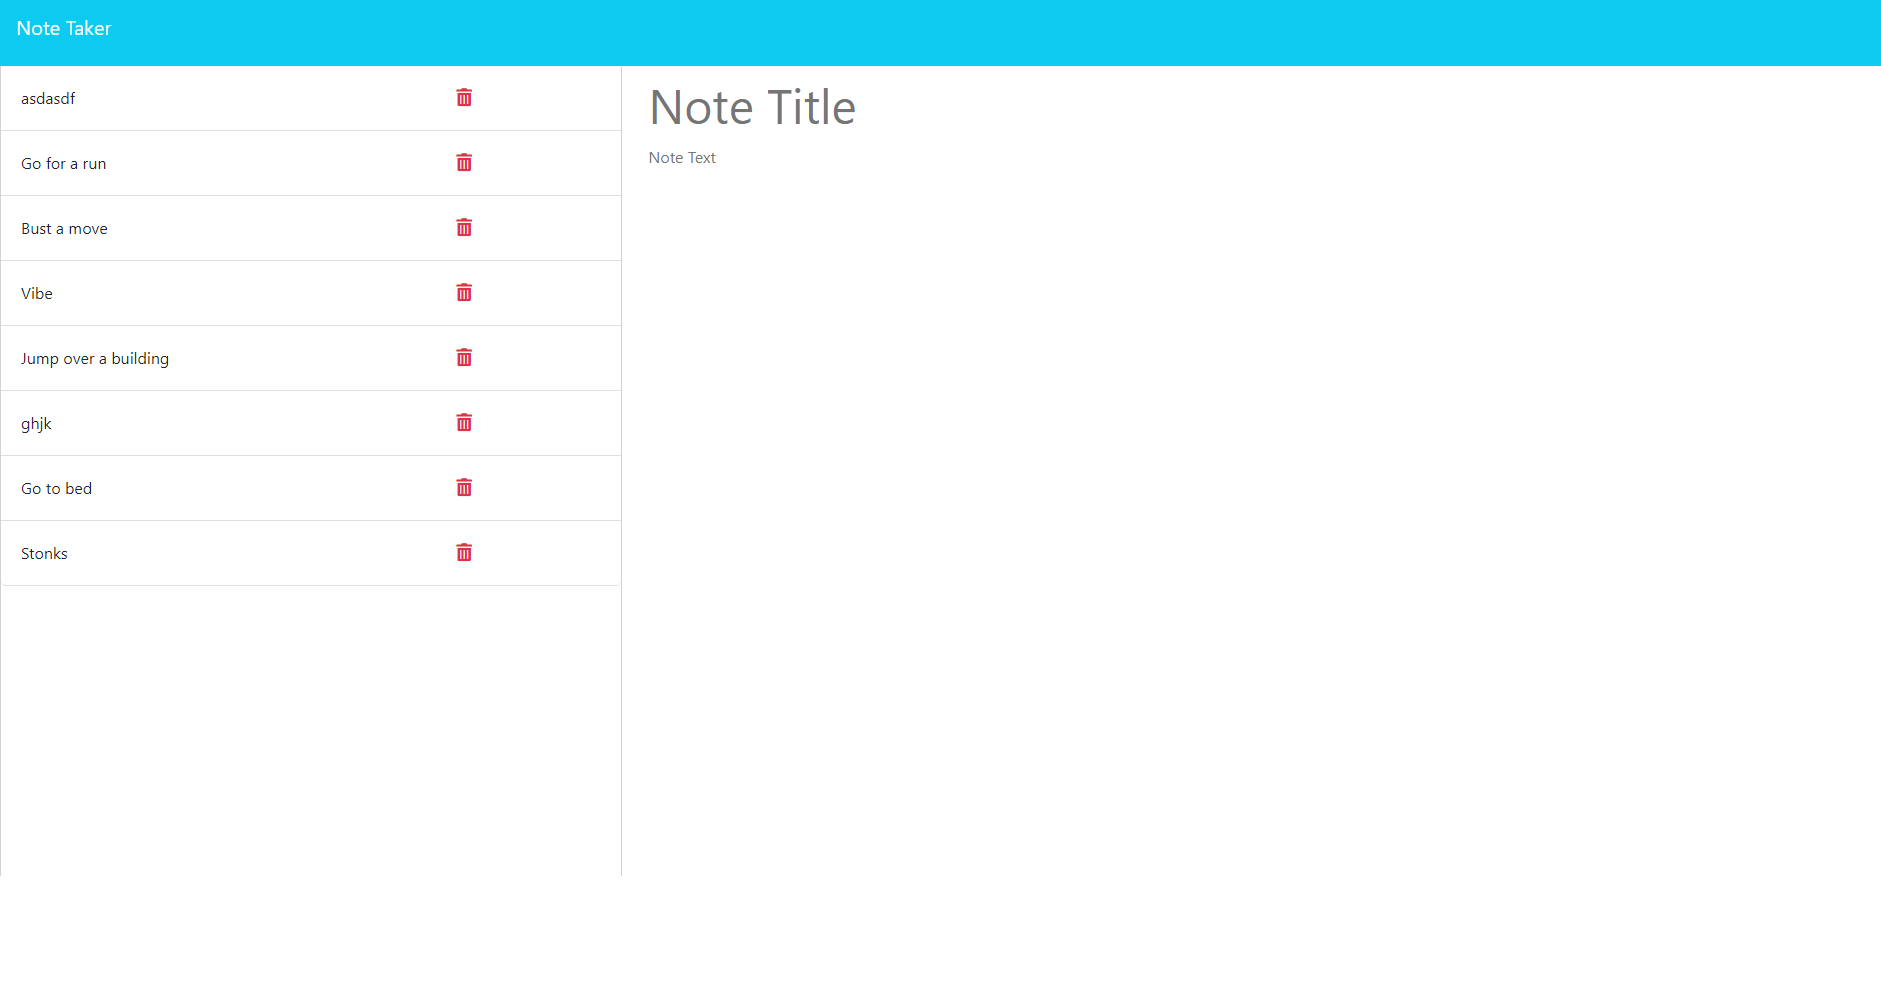 Note Taker
asdasdf
Go for a run
Bust a move
Vibe
Jump over a building
ghjk
Go to bed
Stonks
Note Title
Note Text